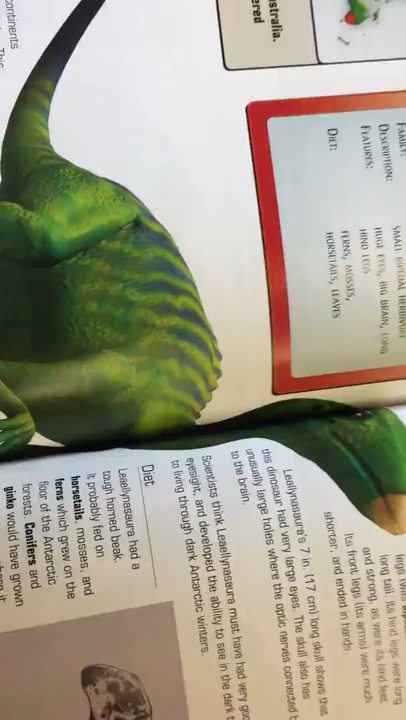 continents
ustralia.
ered
FAMILY: SMALL BIPEDAL HERBIVORE
DESCRIPTION: HUGE EYES, BIG BRAIN, LONG
FEATURES: HIND LEGS
DIET: FERNS, MOSSES,
HORSETAILS, LEAVES
legs was
long tail. Its hind legs were long
and strong, as were its hind feet.
Its front legs (its arms) were much
shorter, and ended in hands.
Leallynasaura's 7 in. (17 cm) long skull shows that
this dinosaur had very large eyes. The skull also has
unusually large holes where the optic nerves connected
to the brain.
Scientists think Leaellynasaura must have had very good
eyesight, and developed the ability to see in the dark
to living through dark Antarctic winters.
Diet
Leaellynasaura had a
tough horned beak.
It probably fed on
horsetails, mosses, and
ferns which grew on the
floor of the Antarctic
forests. Conifers and
ginko would have grown